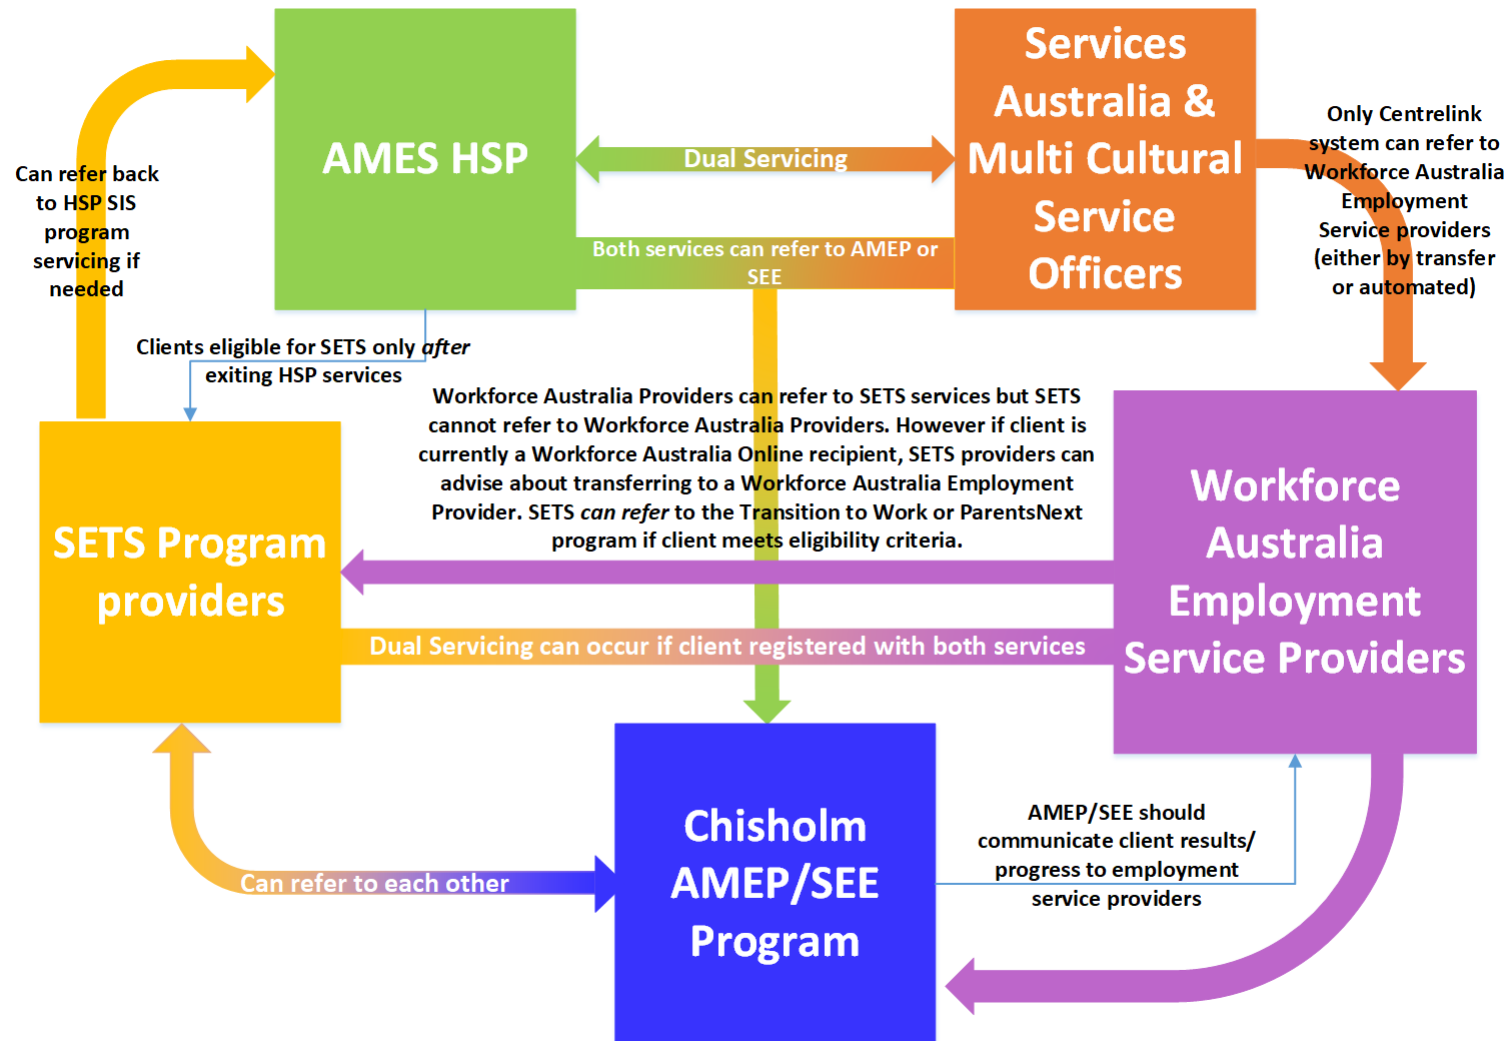 AMES HSP
Services
Australia &
Multi Cultural
Service
Officers
Dual Servicing
Both services can refer to AMEP or
SEE
Only Centrelink
system can refer to
Workforce Australia
Employment
Service providers
(either by transfer
or automated)
Can refer back
to HSP SIS
program
servicing if
needed
Clients eligible for SETS only after
exiting HSP services
Workforce Australia Providers can refer to SETS services but SETS
cannot refer to Workforce Australia Providers. However if client is
currently a Workforce Australia Online recipient, SETS providers can
advise about transferring to a Workforce Australia Employment
Provider. SETS can refer to the Transition to Work or ParentsNext
program if client meets eligibility criteria.
SETS Program
providers
Workforce
Australia
Employment
Service Providers
Dual Servicing can occur if client registered with both services
Can refer to each other
Chisholm
AMEP/SEE
Program
AMEP/SEE should
communicate client results/
progress to employment
service providers